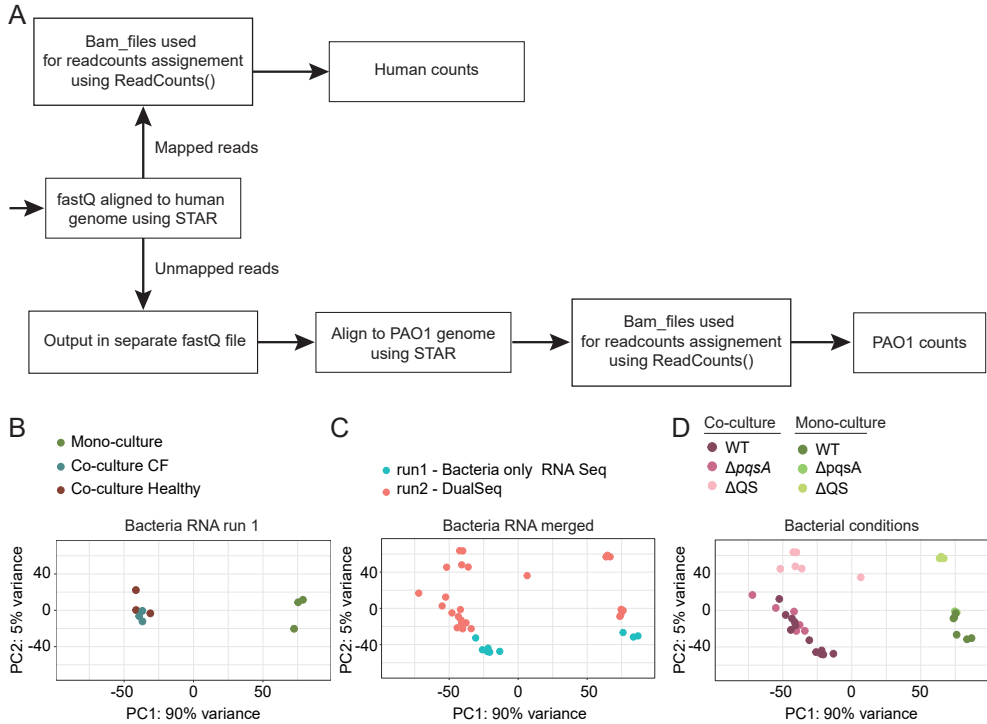 A
Bam_files used
for readcounts assignement
using ReadCounts()
Human counts
Mapped reads
fastQ aligned to human
genome using STAR
Unmapped reads
Output in separate fastQ file
Align to PAO1 genome
using STAR
Bam_files used
for readcounts assignement
using ReadCounts()
PAO1 counts
B
Mono-culture
Co-culture CF
Co-culture Healthy
Bacteria RNA run 1
PC2: 5% variance
40
0
-40
-50
0
50
PC1: 90% variance
C
run1 - Bacteria only RNA Seq
run2 - DualSeq
Bacteria RNA merged
PC2: 5% variance
40
0
-40
-50
0
50
PC1: 90% variance
D
Co-culture
WT
ΔpqsA
ΔQS
Mono-culture
WT
ΔpqsA
ΔQS
Bacterial conditions
PC2: 5% variance
40
0
-40
-50
0
50
PC1: 90% variance